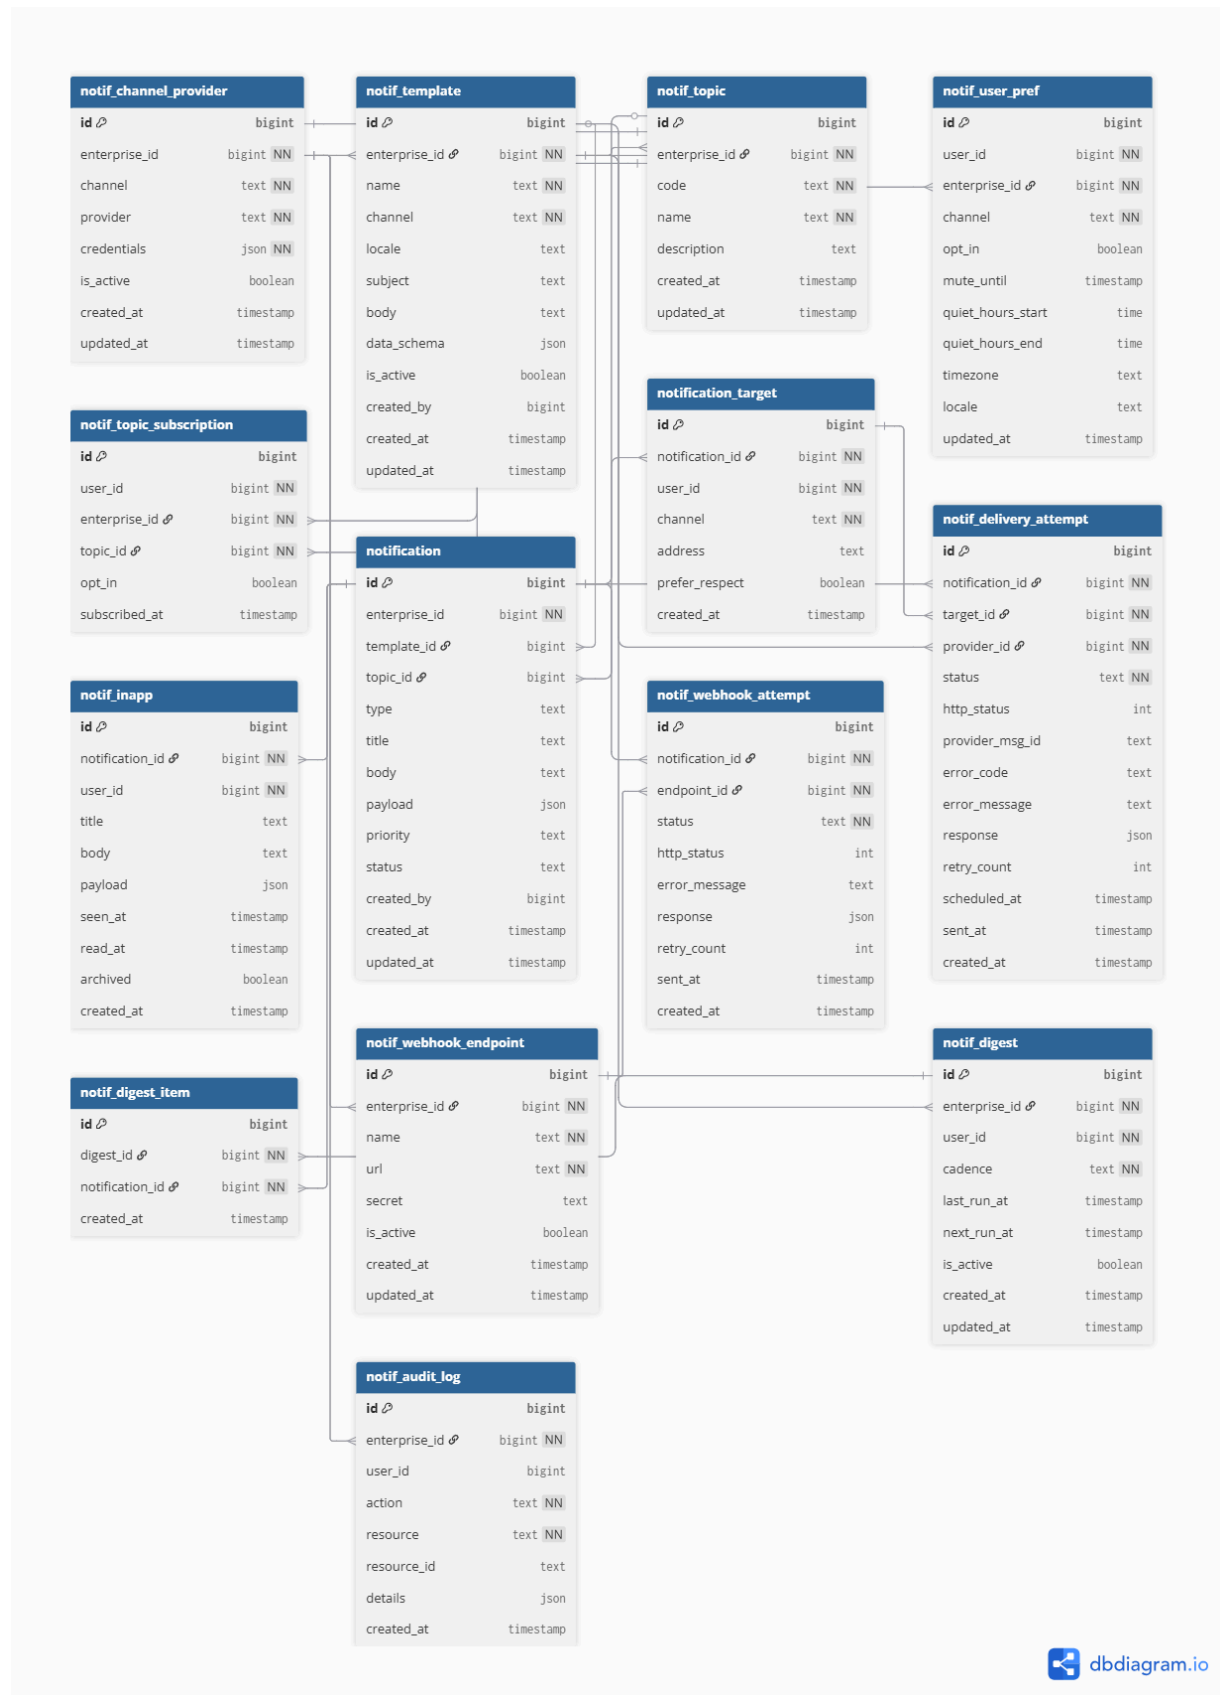 notif_channel_provider
id bigint
enterprise_id bigint NN
channel text NN
provider text NN
credentials json NN
is_active boolean
created_at timestamp
updated_at timestamp
notif_template
id bigint
enterprise_id bigint NN
name text NN
channel text NN
locale text
subject text
body text
data_schema json
is_active boolean
created_by bigint
created_at timestamp
updated_at timestamp
notif_topic
id bigint
enterprise_id bigint NN
code text NN
name text NN
description text
created_at timestamp
updated_at timestamp
notif_user_pref
id bigint
user_id bigint NN
enterprise_id bigint NN
channel text NN
opt_in boolean
mute_until timestamp
quiet_hours_start time
quiet_hours_end time
timezone text
locale text
updated_at timestamp
notif_topic_subscription
id bigint
user_id bigint NN
enterprise_id bigint NN
topic_id bigint NN
opt_in boolean
subscribed_at timestamp
notification
id bigint
enterprise_id bigint NN
template_id bigint
topic_id bigint
type text
title text
body text
payload json
priority text
status text
created_by bigint
created_at timestamp
updated_at timestamp
notification_target
id bigint
notification_id bigint NN
user_id bigint NN
channel text NN
address text
prefer_respect boolean
created_at timestamp
notif_delivery_attempt
id bigint
notification_id bigint NN
target_id bigint NN
provider_id bigint NN
status text NN
http_status int
provider_msg_id text
error_code text
error_message text
response json
retry_count int
scheduled_at timestamp
sent_at timestamp
created_at timestamp
notif_inapp
id bigint
notification_id bigint NN
user_id bigint NN
title text
body text
payload json
seen_at timestamp
read_at timestamp
archived boolean
created_at timestamp
notif_webhook_attempt
id bigint
notification_id bigint NN
endpoint_id bigint NN
status text NN
http_status int
error_message text
response json
retry_count int
sent_at timestamp
created_at timestamp
notif_digest_item
id bigint
digest_id bigint NN
notification_id bigint NN
created_at timestamp
notif_webhook_endpoint
id bigint
enterprise_id bigint NN
name text NN
url text NN
secret text
is_active boolean
created_at timestamp
updated_at timestamp
notif_digest
id bigint
enterprise_id bigint NN
user_id bigint NN
cadence text NN
last_run_at timestamp
next_run_at timestamp
is_active boolean
created_at timestamp
updated_at timestamp
notif_audit_log
id bigint
enterprise_id bigint NN
user_id bigint
action text NN
resource text NN
resource_id text
details json
created_at timestamp
dbdiagram.io